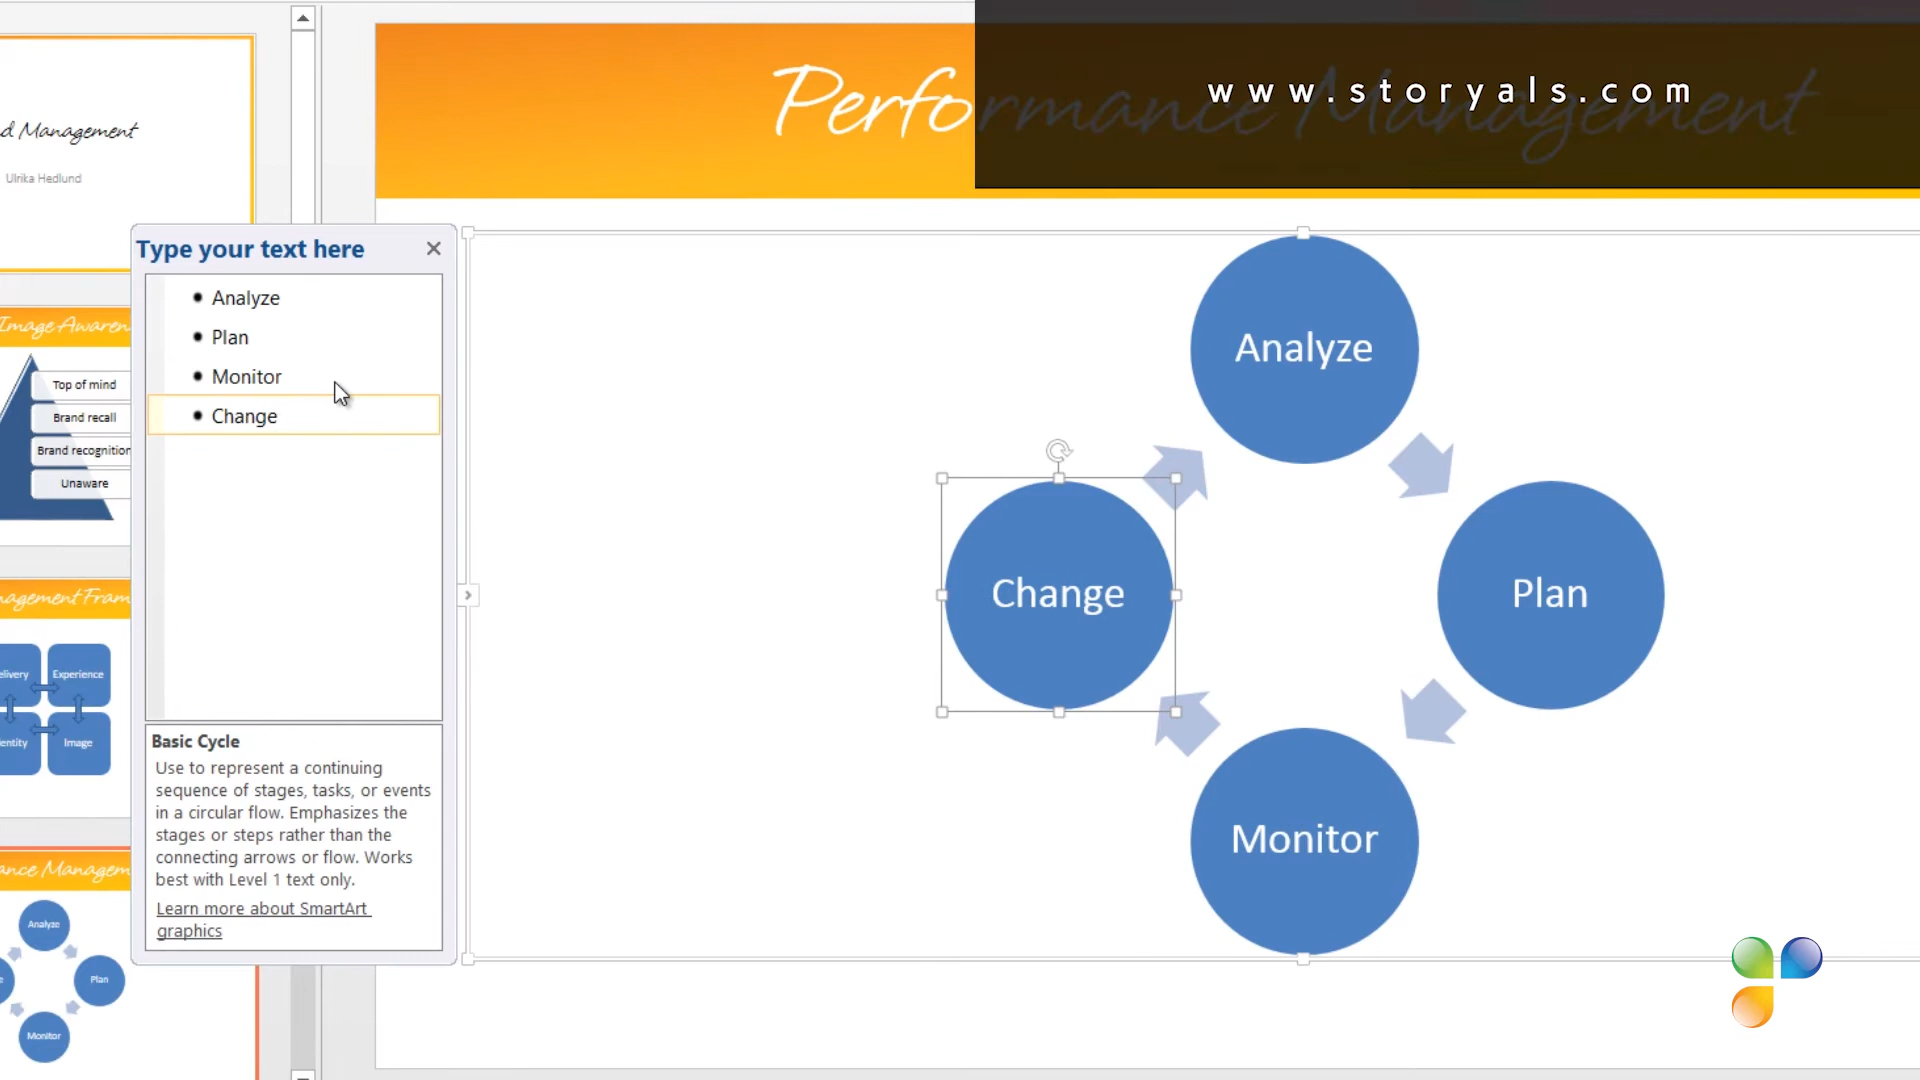 www.storyals.com
Performance Management
d Management
Ulrika Hedlund
Image Awaren
Top of mind
Brand recall
Brand recognition
Unaware
nagement Fram
elivery
Experience
entity
Image
ance Managem
Analyze
e
Plan
Monitor
Type your text here
Analyze
Plan
Monitor
Change
Basic Cycle
Use to represent a continuing
sequence of stages, tasks, or events
in a circular flow. Emphasizes the
stages or steps rather than the
connecting arrows or flow. Works
best with Level 1 text only.
Learn more about SmartArt
graphics
Analyze
Change
Plan
Monitor